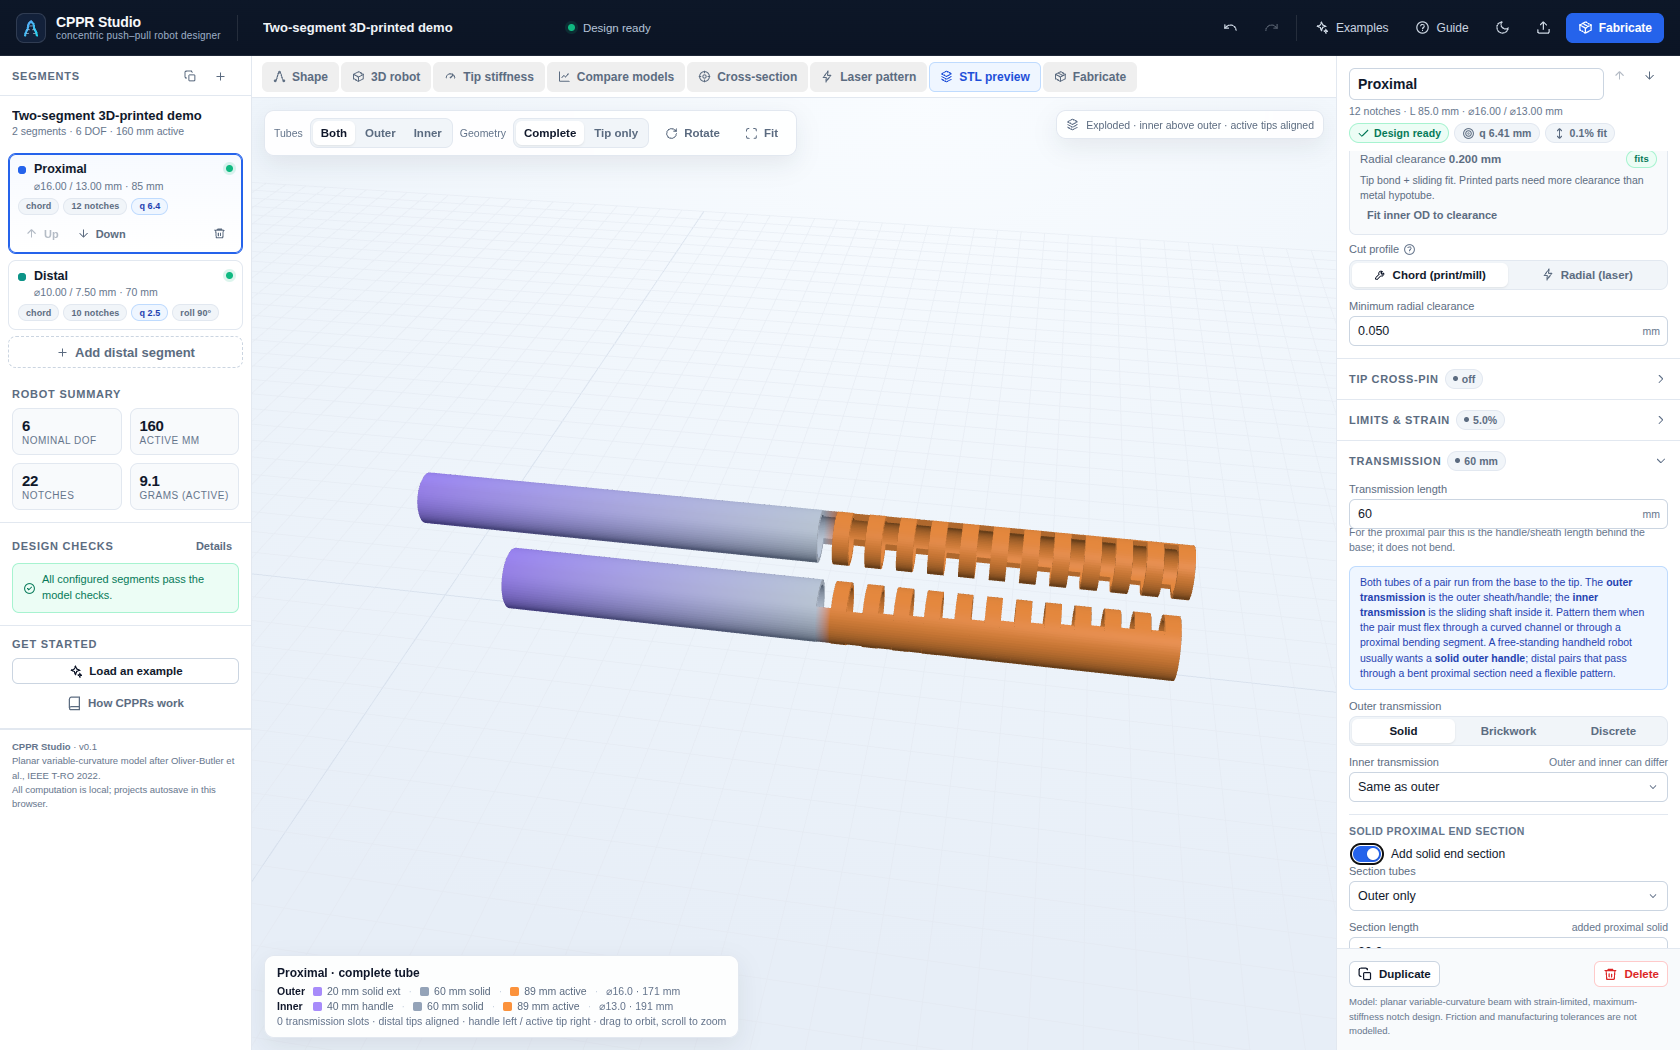 CPPR Studio
concentric push–pull robot designer
Two-segment 3D-printed demo
Design ready
Examples
Guide
Fabricate
SEGMENTS
Two-segment 3D-printed demo
2 segments · 6 DOF · 160 mm active
Proximal
⌀16.00 / 13.00 mm · 85 mm
chord 12 notches q 6.4
Up Down
Distal
⌀10.00 / 7.50 mm · 70 mm
chord 10 notches q 2.5 roll 90°
Add distal segment
ROBOT SUMMARY
6
NOMINAL DOF
160
ACTIVE MM
22
NOTCHES
9.1
GRAMS (ACTIVE)
DESIGN CHECKS Details
All configured segments pass the
model checks.
GET STARTED
Load an example
How CPPRs work
CPPR Studio · v0.1
Planar variable-curvature model after Oliver-Butler et
al., IEEE T-RO 2022.
All computation is local; projects autosave in this
browser.
Shape 3D robot Tip stiffness Compare models Cross-section Laser pattern STL preview Fabricate
Tubes Both Outer Inner Geometry Complete Tip only Rotate Fit
Exploded · inner above outer · active tips aligned
Proximal · complete tube
Outer 20 mm solid ext · 60 mm solid · 89 mm active · ⌀16.0 · 171 mm
Inner 40 mm handle · 60 mm solid · 89 mm active · ⌀13.0 · 191 mm
0 transmission slots · distal tips aligned · handle left / active tip right · drag to orbit, scroll to zoom
Proximal
12 notches · L 85.0 mm · ⌀16.00 / ⌀13.00 mm
Design ready q 6.41 mm 0.1% fit
Radial clearance 0.200 mm fits
Tip bond + sliding fit. Printed parts need more clearance than
metal hypotube.
Fit inner OD to clearance
Cut profile
Chord (print/mill) Radial (laser)
Minimum radial clearance
0.050 mm
TIP CROSS-PIN off
LIMITS & STRAIN 5.0%
TRANSMISSION 60 mm
Transmission length
60 mm
For the proximal pair this is the handle/sheath length behind the
base; it does not bend.
Both tubes of a pair run from the base to the tip. The outer
transmission is the outer sheath/handle; the inner
transmission is the sliding shaft inside it. Pattern them when
the pair must flex through a curved channel or through a
proximal bending segment. A free-standing handheld robot
usually wants a solid outer handle; distal pairs that pass
through a bent proximal section need a flexible pattern.
Outer transmission
Solid Brickwork Discrete
Inner transmission Outer and inner can differ
Same as outer
SOLID PROXIMAL END SECTION
Add solid end section
Section tubes
Outer only
Section length added proximal solid
Duplicate Delete
Model: planar variable-curvature beam with strain-limited, maximum-
stiffness notch design. Friction and manufacturing tolerances are not
modelled.